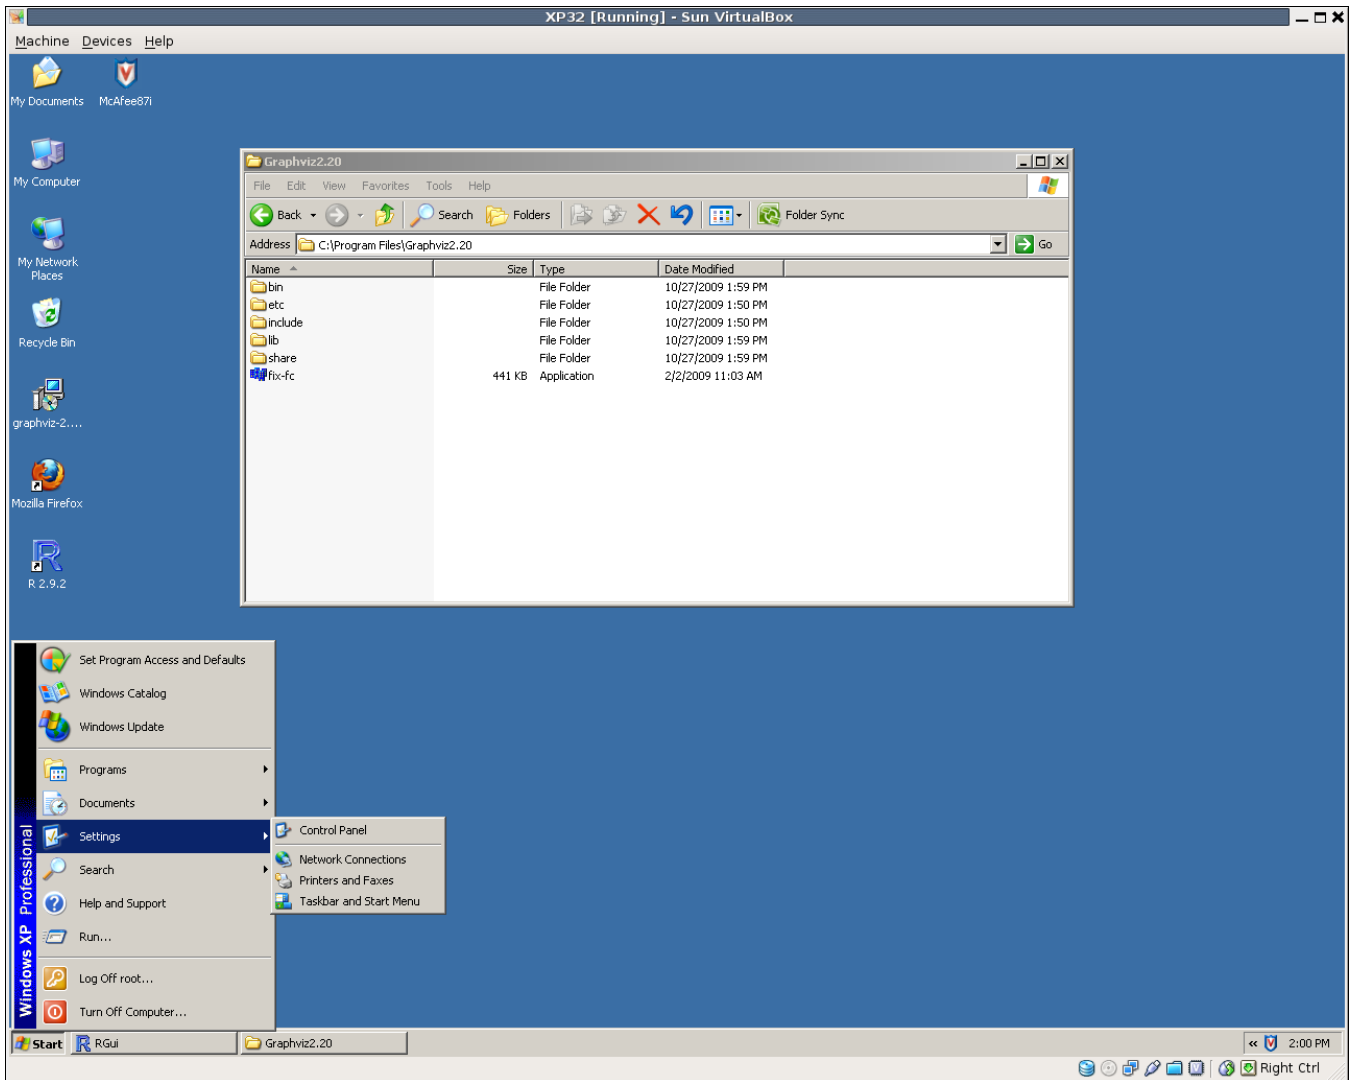 XP32 [Running] - Sun VirtualBox
Machine Devices Help
My Documents
McAfee87i
My Computer
My Network
Places
Recycle Bin
graphviz-2....
Mozilla Firefox
R 2.9.2
Graphviz2.20
File Edit View Favorites Tools Help
Back Search Folders Folder Sync
Address C:\Program Files\Graphviz2.20 Go
Name Size Type Date Modified
bin File Folder 10/27/2009 1:59 PM
etc File Folder 10/27/2009 1:50 PM
include File Folder 10/27/2009 1:50 PM
lib File Folder 10/27/2009 1:59 PM
share File Folder 10/27/2009 1:59 PM
fix-fc 441 KB Application 2/2/2009 11:03 AM
Windows XP Professional
Set Program Access and Defaults
Windows Catalog
Windows Update
Programs
Documents
Settings
Search
Help and Support
Run...
Log Off root...
Turn Off Computer...
Control Panel
Network Connections
Printers and Faxes
Taskbar and Start Menu
Start RGui Graphviz2.20 « 2:00 PM
Right Ctrl